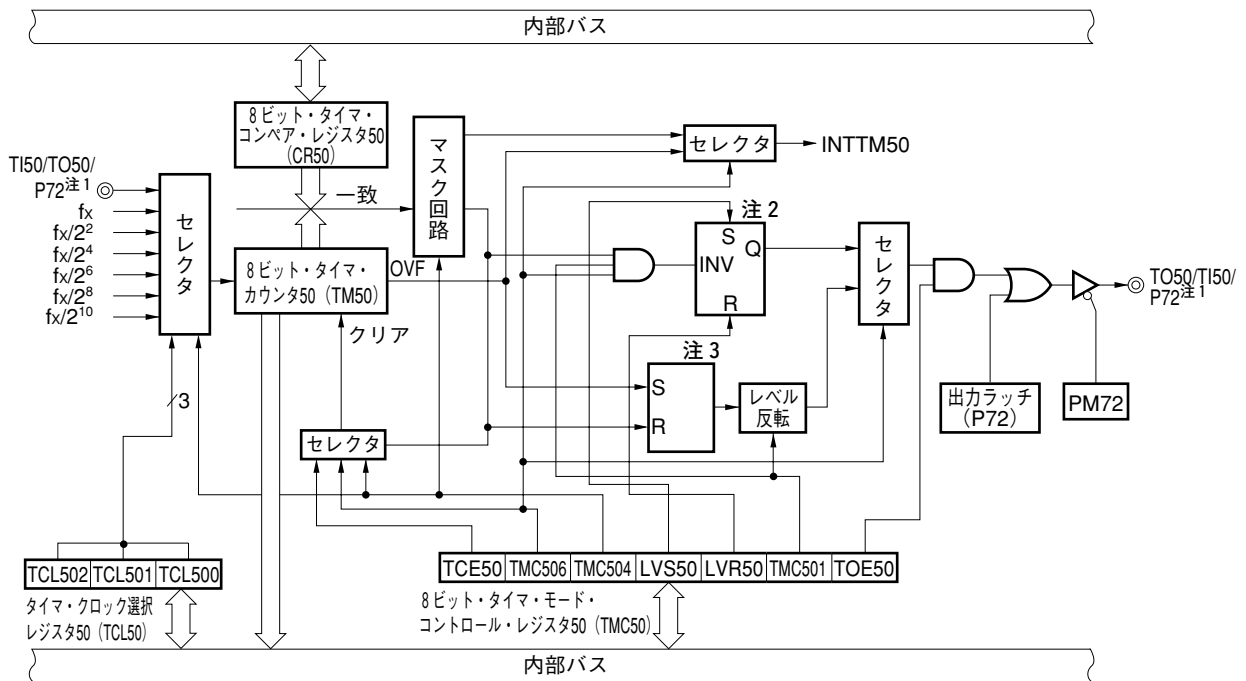 内部バス
8ビット・タイマ・
コンペア・レジスタ50
(CR50)
マスク回路
セレクタ
INTTM50
TI50/TO50/
P72注1
fx
fx/2²
fx/2⁴
fx/2⁶
fx/2⁸
fx/2¹⁰
セレクタ
一致
8ビット・タイマ・
カウンタ50(TM50)
OVF
クリア
注2
S
Q
INV
R
セレクタ
TO50/TI50/
P72注1
注3
S
R
レベル
反転
出力ラッチ
(P72)
PM72
3
セレクタ
TCL502 TCL501 TCL500
タイマ・クロック選択
レジスタ50(TCL50)
TCE50 TMC506 TMC504 LVS50 LVR50 TMC501 TOE50
8ビット・タイマ・モード・
コントロール・レジスタ50(TMC50)
内部バス